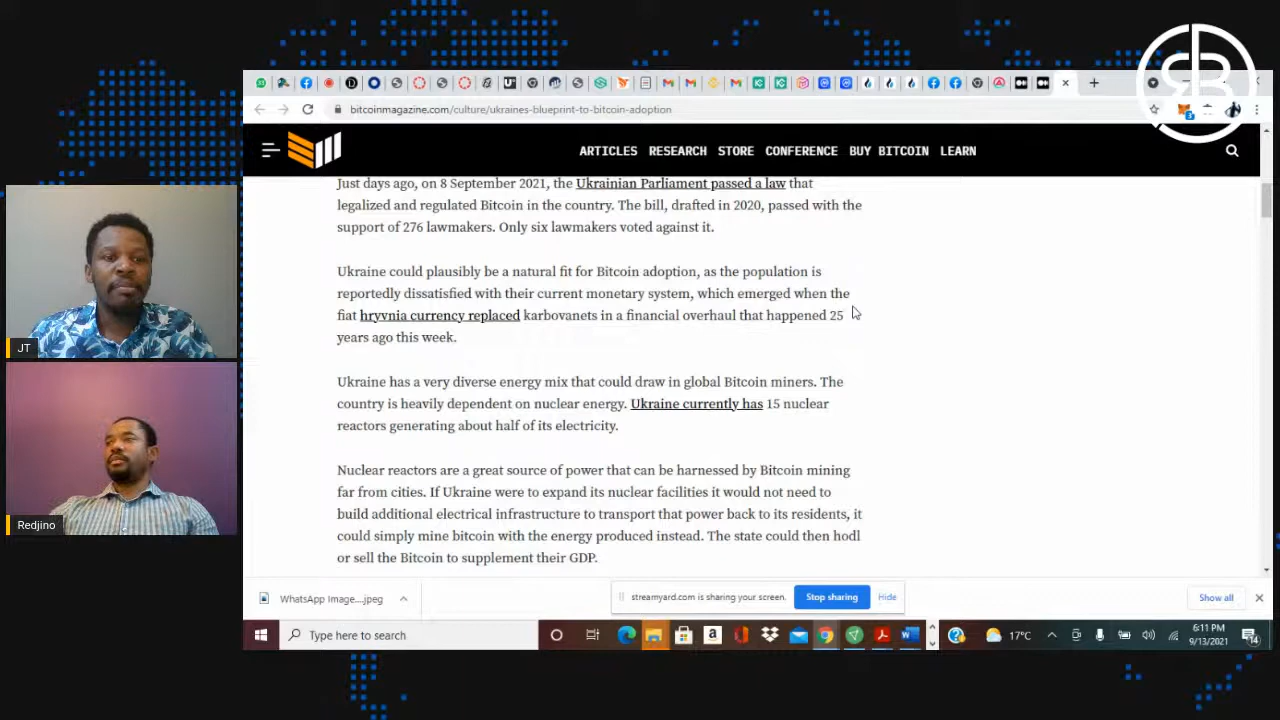 bitcoinmagazine.com/culture/ukraines-blueprint-to-bitcoin-adoption
ARTICLES RESEARCH STORE CONFERENCE BUY BITCOIN LEARN
Just days ago, on 8 September 2021, the Ukrainian Parliament passed a law that
legalized and regulated Bitcoin in the country. The bill, drafted in 2020, passed with the
support of 276 lawmakers. Only six lawmakers voted against it.
Ukraine could plausibly be a natural fit for Bitcoin adoption, as the population is
reportedly dissatisfied with their current monetary system, which emerged when the
fiat hryvnia currency replaced karbovanets in a financial overhaul that happened 25
years ago this week.
Ukraine has a very diverse energy mix that could draw in global Bitcoin miners. The
country is heavily dependent on nuclear energy. Ukraine currently has 15 nuclear
reactors generating about half of its electricity.
Nuclear reactors are a great source of power that can be harnessed by Bitcoin mining
far from cities. If Ukraine were to expand its nuclear facilities it would not need to
build additional electrical infrastructure to transport that power back to its residents, it
could simply mine bitcoin with the energy produced instead. The state could then hodl
or sell the Bitcoin to supplement their GDP.
JT
Redjino
WhatsApp Image....jpeg
streamyard.com is sharing your screen.
Stop sharing
Hide
Show all
Type here to search
17°C
6:11 PM
9/13/2021